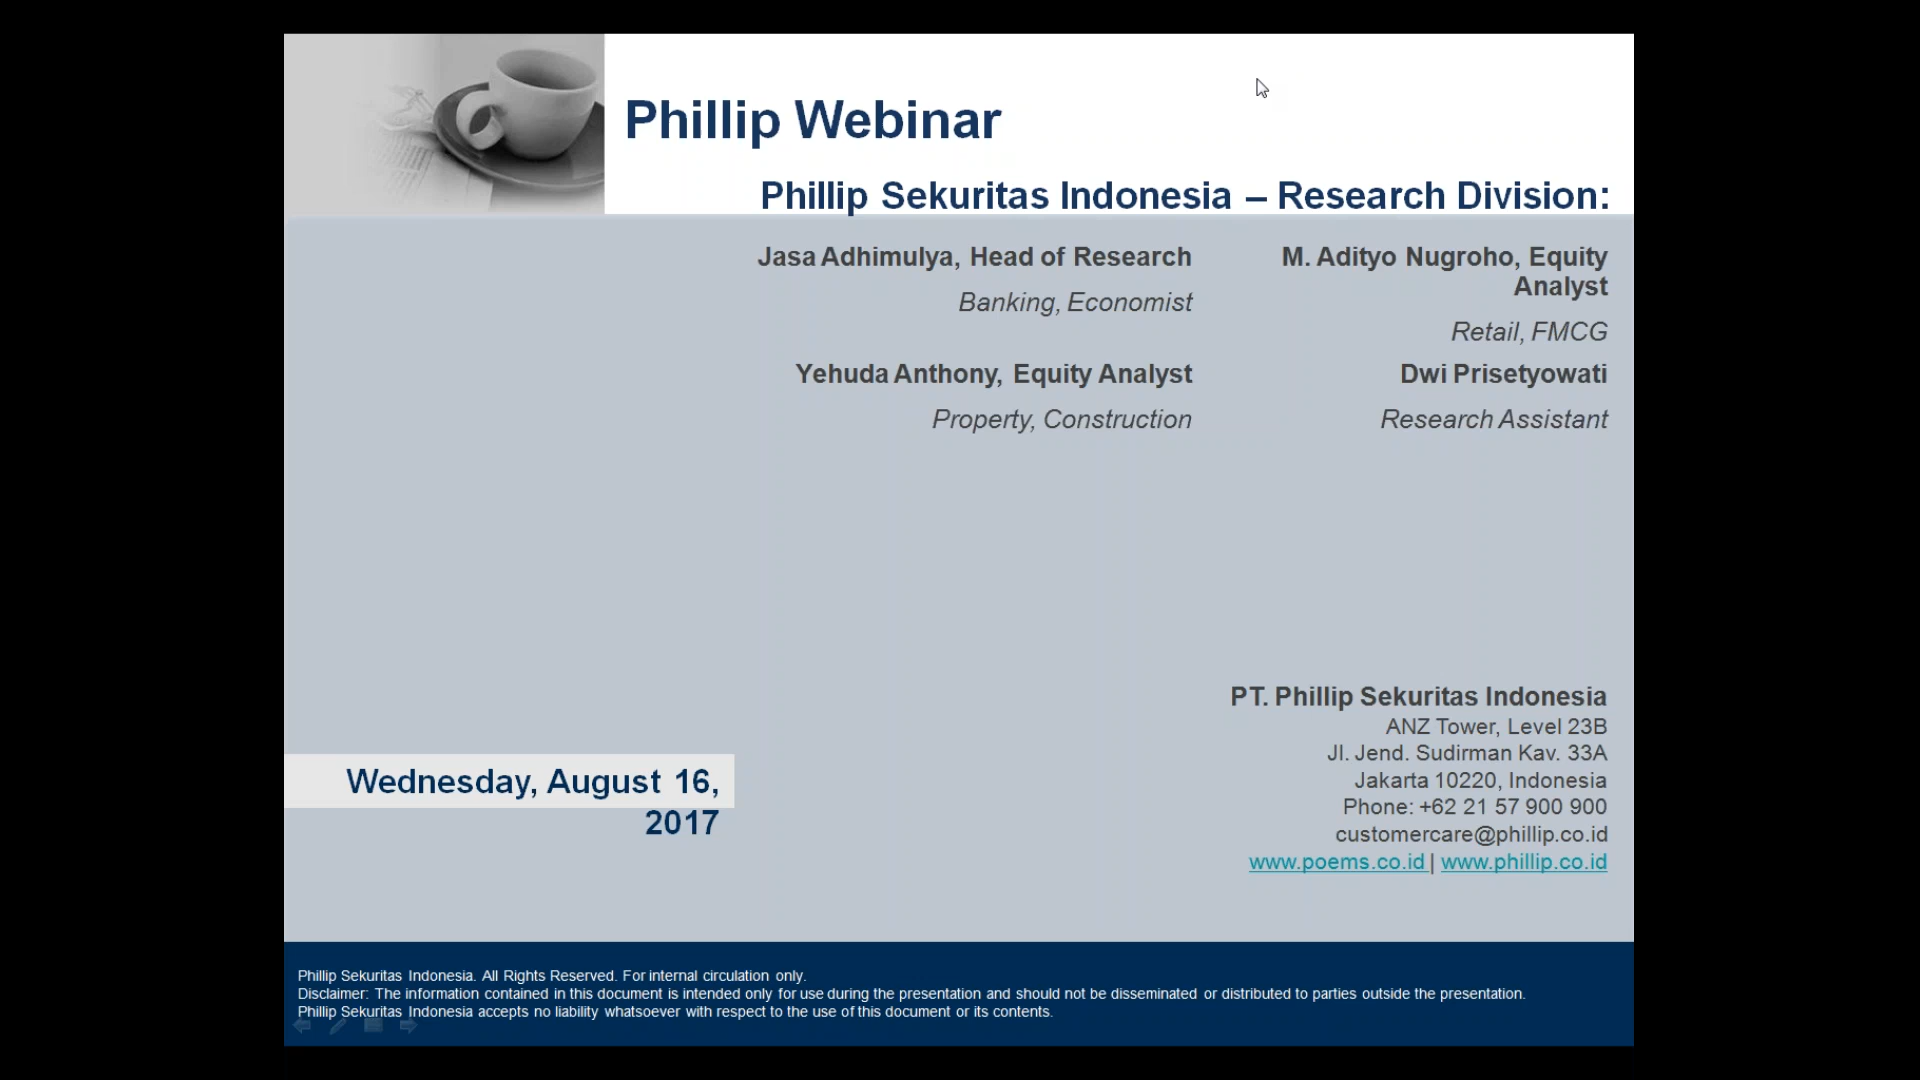 Phillip Webinar
Phillip Sekuritas Indonesia – Research Division:
Jasa Adhimulya, Head of Research
Banking, Economist
M. Adityo Nugroho, Equity
Analyst
Retail, FMCG
Yehuda Anthony, Equity Analyst
Property, Construction
Dwi Prisetyowati
Research Assistant
Wednesday, August 16,
2017
PT. Phillip Sekuritas Indonesia
ANZ Tower, Level 23B
Jl. Jend. Sudirman Kav. 33A
Jakarta 10220, Indonesia
Phone: +62 21 57 900 900
customercare@phillip.co.id
www.poems.co.id | www.phillip.co.id
Phillip Sekuritas Indonesia. All Rights Reserved. For internal circulation only.
Disclaimer: The information contained in this document is intended only for use during the presentation and should not be disseminated or distributed to parties outside the presentation.
Phillip Sekuritas Indonesia accepts no liability whatsoever with respect to the use of this document or its contents.